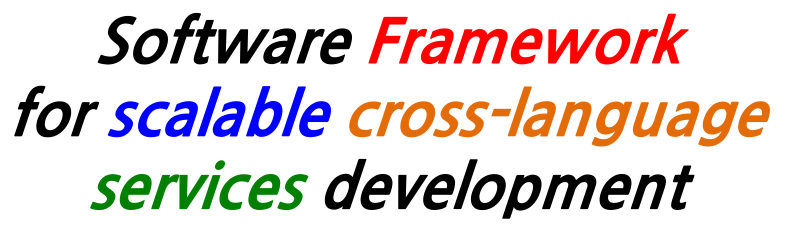 Software Framework
for scalable cross-language
services development